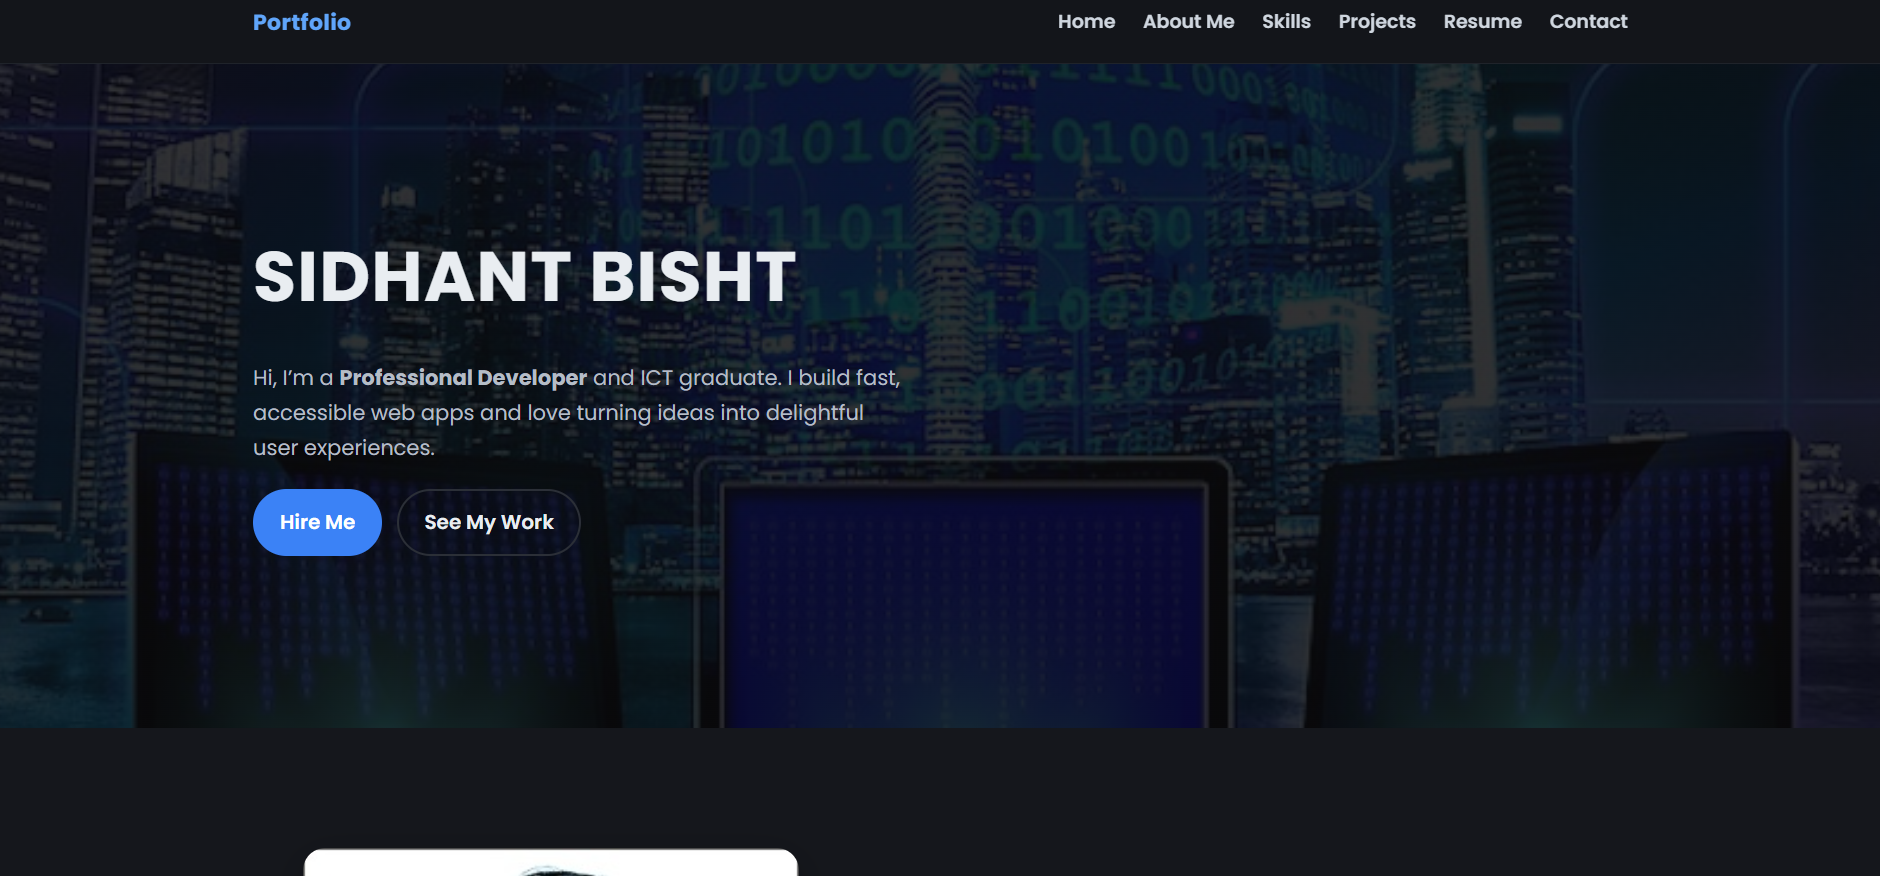 Portfolio
Home About Me Skills Projects Resume Contact
SIDHANT BISHT
Hi, I’m a Professional Developer and ICT graduate. I build fast,
accessible web apps and love turning ideas into delightful
user experiences.
Hire Me See My Work